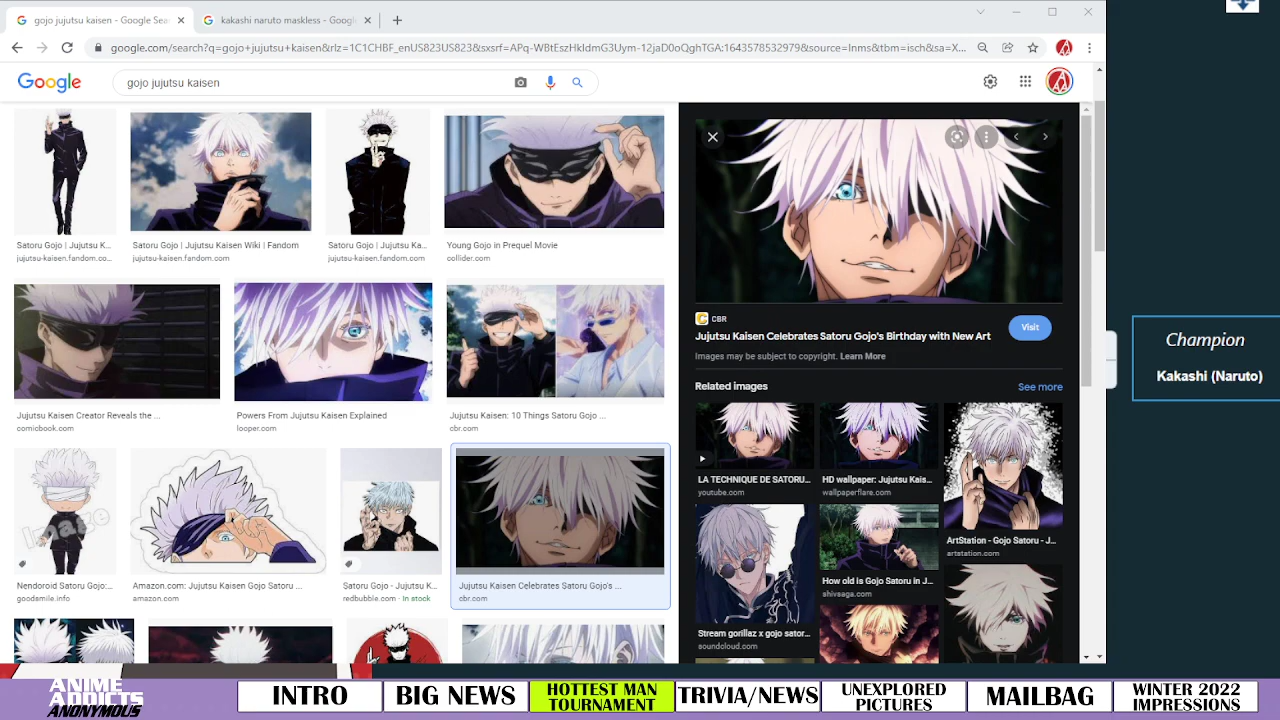 gojo jujutsu kaisen - Google Sea
kakashi naruto maskless - Google
google.com/search?q=gojo+jujutsu+kaisen&rlz=1C1CHBF_enUS823US823&sxsrf=APq-WBtEszHkIdmG3Uym-12jaD0oQghTGA:1643578532979&source=lnms&tbm=isch&sa=X...
Google
gojo jujutsu kaisen
Satoru Gojo | Jujutsu K...
jujutsu-kaisen.fandom.co...
Satoru Gojo | Jujutsu Kaisen Wiki | Fandom
jujutsu-kaisen.fandom.com
Satoru Gojo | Jujutsu Ka...
jujutsu-kaisen.fandom.com
Young Gojo in Prequel Movie
collider.com
Jujutsu Kaisen Creator Reveals the ...
comicbook.com
Powers From Jujutsu Kaisen Explained
looper.com
Jujutsu Kaisen: 10 Things Satoru Gojo ...
cbr.com
Nendoroid Satoru Gojo:...
goodsmile.info
Amazon.com: Jujutsu Kaisen Gojo Satoru ...
amazon.com
Satoru Gojo - Jujutsu K...
redbubble.com · In stock
Jujutsu Kaisen Celebrates Satoru Gojo's ...
cbr.com
CBR
Jujutsu Kaisen Celebrates Satoru Gojo's Birthday with New Art
Visit
Images may be subject to copyright. Learn More
Related images
See more
LA TECHNIQUE DE SATORU...
youtube.com
HD wallpaper: Jujutsu Kais...
wallpaperflare.com
ArtStation - Gojo Satoru - J...
artstation.com
Stream gorillaz x gojo sator...
soundcloud.com
How old is Gojo Satoru in J...
shivsaga.com
Champion
Kakashi (Naruto)
ANIME
ADDICTS
ANONYMOUS
INTRO
BIG NEWS
HOTTEST MAN
TOURNAMENT
TRIVIA/NEWS
UNEXPLORED
PICTURES
MAILBAG
WINTER 2022
IMPRESSIONS